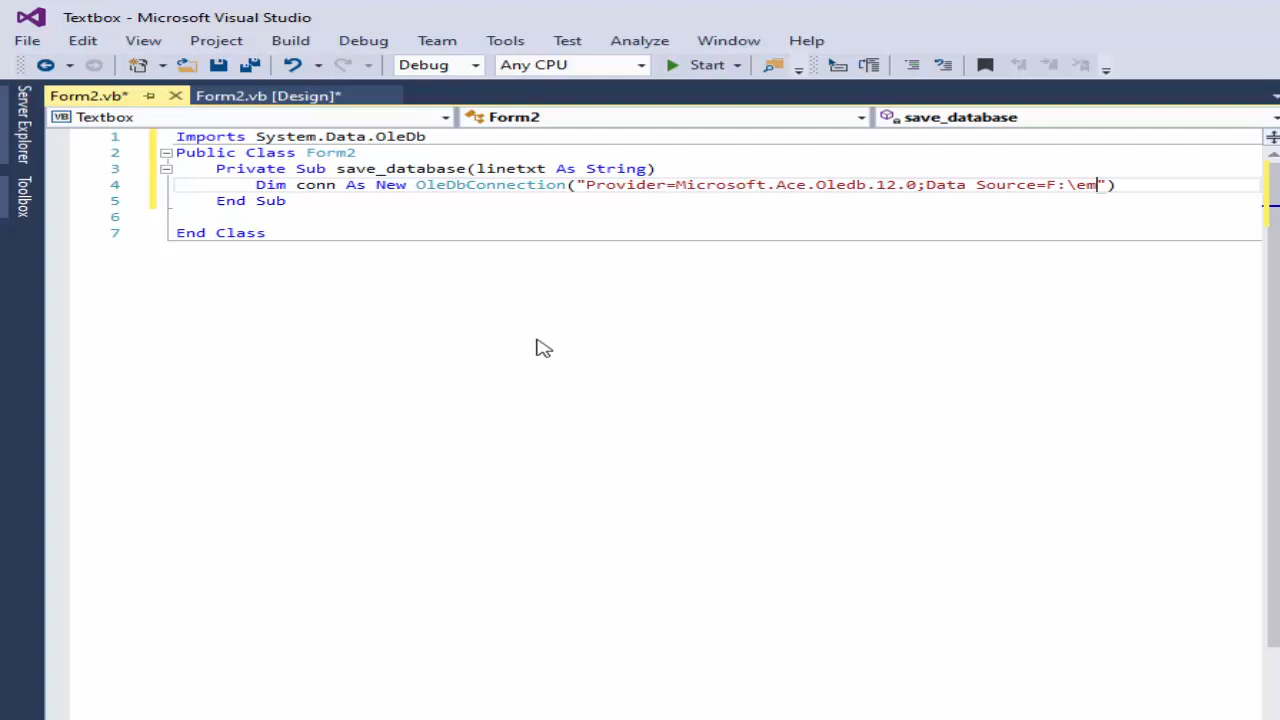 Textbox - Microsoft Visual Studio
File Edit View Project Build Debug Team Tools Test Analyze Window Help
Debug Any CPU Start
Form2.vb* Form2.vb [Design]*
VB Textbox Form2 save_database
Server Explorer
Toolbox
1 Imports System.Data.OleDb
2 Public Class Form2
3 Private Sub save_database(linetxt As String)
4 Dim conn As New OleDbConnection("Provider=Microsoft.Ace.Oledb.12.0;Data Source=F:\em")
5 End Sub
6
7 End Class